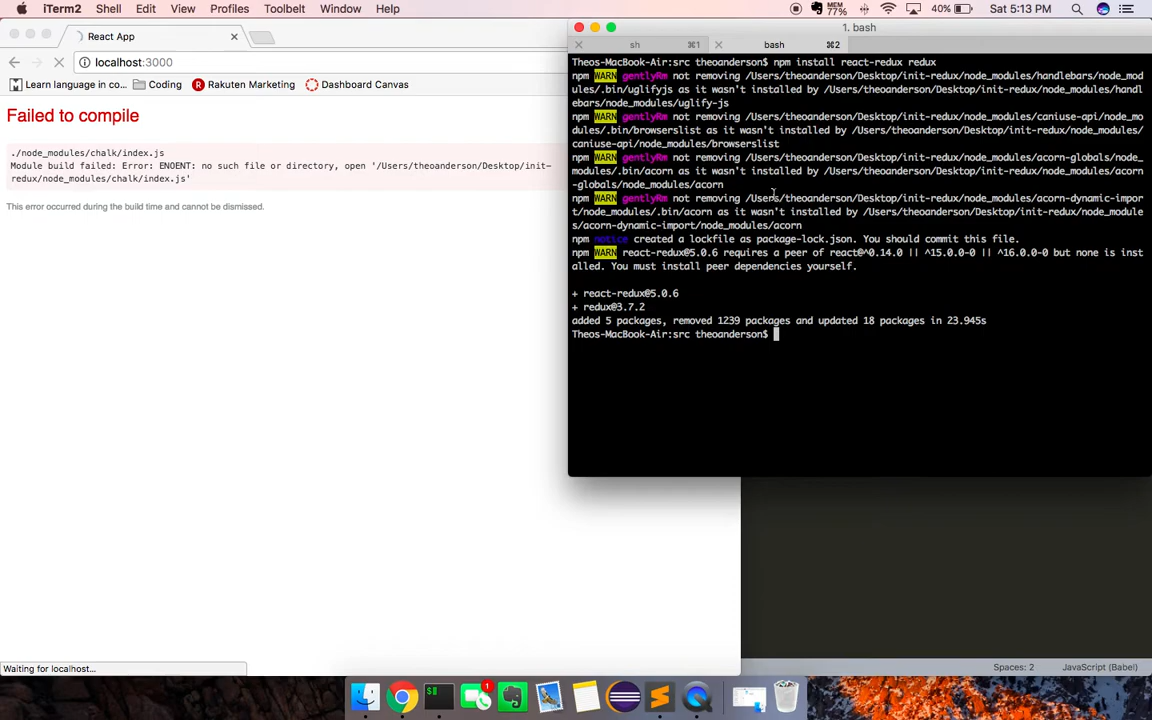 iTerm2 Shell Edit View Profiles Toolbelt Window Help MEM 77% 40% Sat 5:13 PM
React App
localhost:3000
Learn language in co... Coding Rakuten Marketing Dashboard Covet
Failed to compile
./node_modules/chalk/index.js
Module build failed: Error: ENOENT: no such file or directory, open '/Users/theoanderson/Desktop/init-
redux/node_modules/chalk/index.js'
This error occurred during the build time and cannot be dismissed.
Waiting for localhost...
1. bash
sh ⌘1 bash ⌘2
Theos-MacBook-Air:src theoanderson$ npm install react-redux redux
npm WARN gentlyRm not removing /Users/theoanderson/Desktop/init-redux/node_modules/handlebars/node_mod
ules/.bin/uglifyjs as it wasn't installed by /Users/theoanderson/Desktop/init-redux/node_modules/handl
ebars/node_modules/uglify-js
npm WARN gentlyRm not removing /Users/theoanderson/Desktop/init-redux/node_modules/caniuse-api/node_mo
dules/.bin/browserslist as it wasn't installed by /Users/theoanderson/Desktop/init-redux/node_modules/
caniuse-api/node_modules/browserslist
npm WARN gentlyRm not removing /Users/theoanderson/Desktop/init-redux/node_modules/acorn-globals/node_
modules/.bin/acorn as it wasn't installed by /Users/theoanderson/Desktop/init-redux/node_modules/acorn
-globals/node_modules/acorn
npm WARN gentlyRm not removing /Users/theoanderson/Desktop/init-redux/node_modules/acorn-dynamic-impor
t/node_modules/.bin/acorn as it wasn't installed by /Users/theoanderson/Desktop/init-redux/node_module
s/acorn-dynamic-import/node_modules/acorn
npm notice created a lockfile as package-lock.json. You should commit this file.
npm WARN react-redux@5.0.6 requires a peer of react@^0.14.0 || ^15.0.0-0 || ^16.0.0-0 but none is inst
alled. You must install peer dependencies yourself.
+ react-redux@5.0.6
+ redux@3.7.2
added 5 packages, removed 1239 packages and updated 18 packages in 23.945s
Theos-MacBook-Air:src theoanderson$
Spaces: 2 JavaScript (Babel)
1